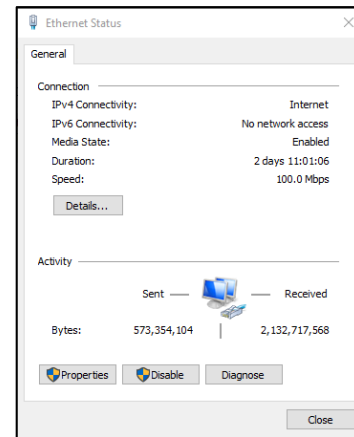 Ethernet Status
General
Connection
IPv4 Connectivity: Internet
IPv6 Connectivity: No network access
Media State: Enabled
Duration: 2 days 11:01:06
Speed: 100.0 Mbps
Details...
Activity
Sent Received
Bytes: 573,354,104 2,132,717,568
Properties Disable Diagnose
Close